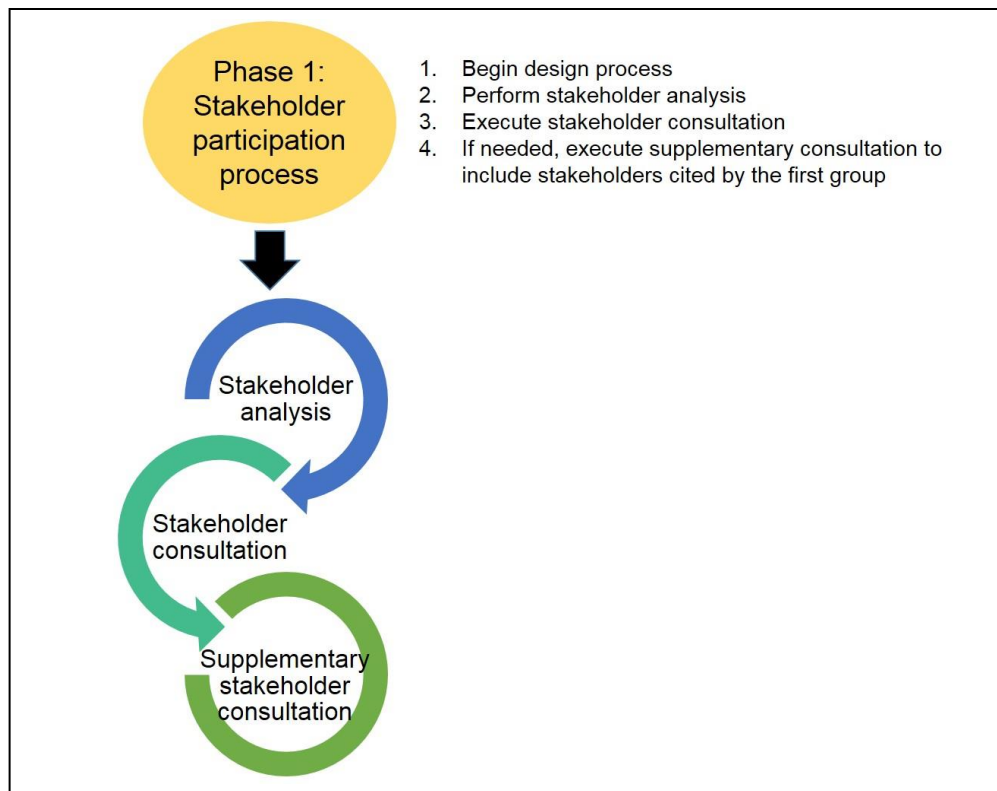 Phase 1:
Stakeholder
participation
process
1. Begin design process
2. Perform stakeholder analysis
3. Execute stakeholder consultation
4. If needed, execute supplementary consultation to
include stakeholders cited by the first group
Stakeholder
analysis
Stakeholder
consultation
Supplementary
stakeholder
consultation